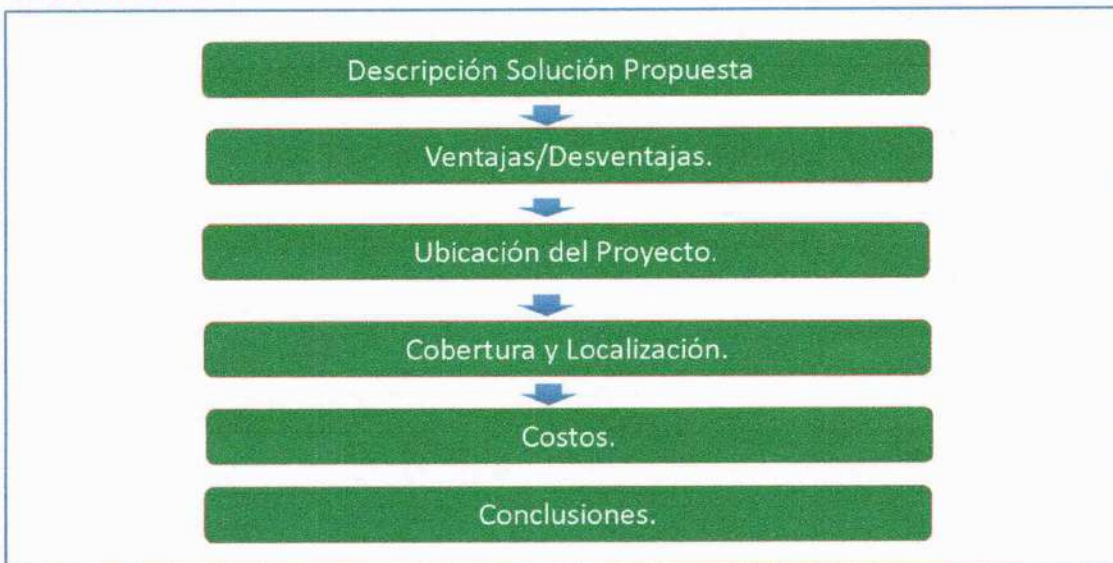 Descripción Solución Propuesta
Ventajas/Desventajas.
Ubicación del Proyecto.
Cobertura y Localización.
Costos.
Conclusiones.